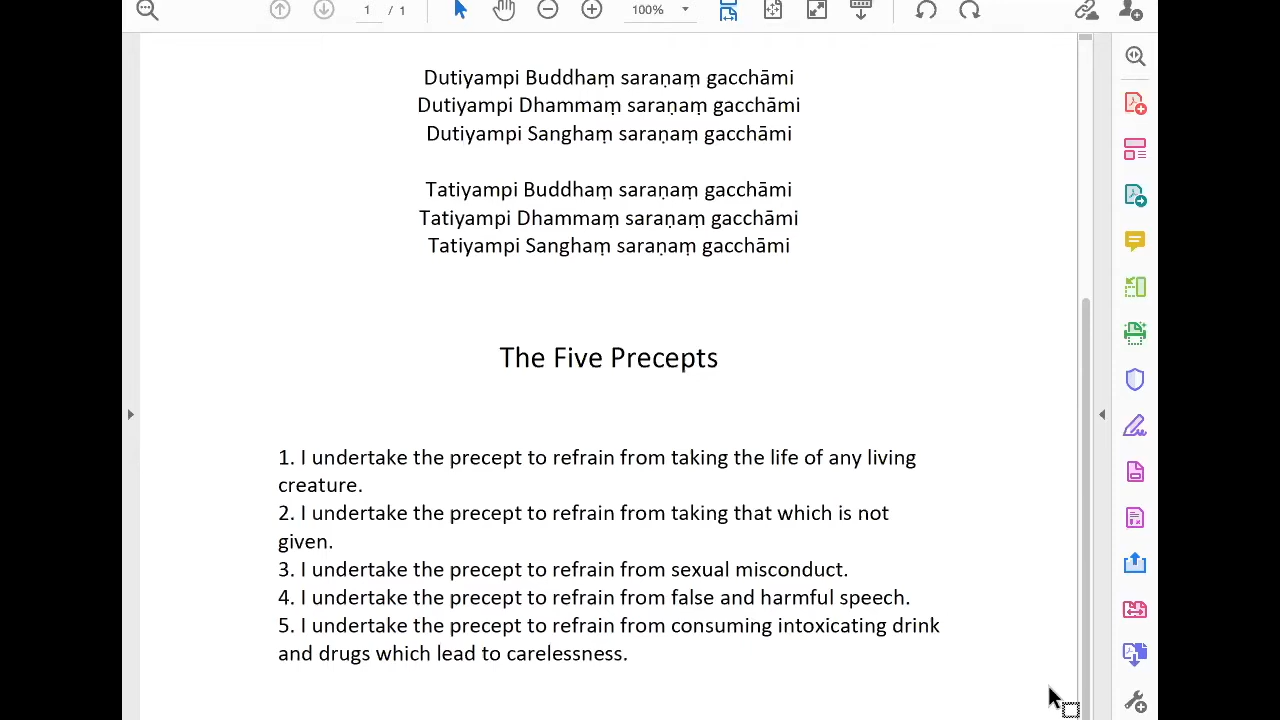 1 / 1
100%
Dutiyampi Buddhaṃ saraṇaṃ gacchāmi
Dutiyampi Dhammaṃ saraṇaṃ gacchāmi
Dutiyampi Sanghaṃ saraṇaṃ gacchāmi
Tatiyampi Buddhaṃ saraṇaṃ gacchāmi
Tatiyampi Dhammaṃ saraṇaṃ gacchāmi
Tatiyampi Sanghaṃ saraṇaṃ gacchāmi
The Five Precepts
1. I undertake the precept to refrain from taking the life of any living
creature.
2. I undertake the precept to refrain from taking that which is not
given.
3. I undertake the precept to refrain from sexual misconduct.
4. I undertake the precept to refrain from false and harmful speech.
5. I undertake the precept to refrain from consuming intoxicating drink
and drugs which lead to carelessness.